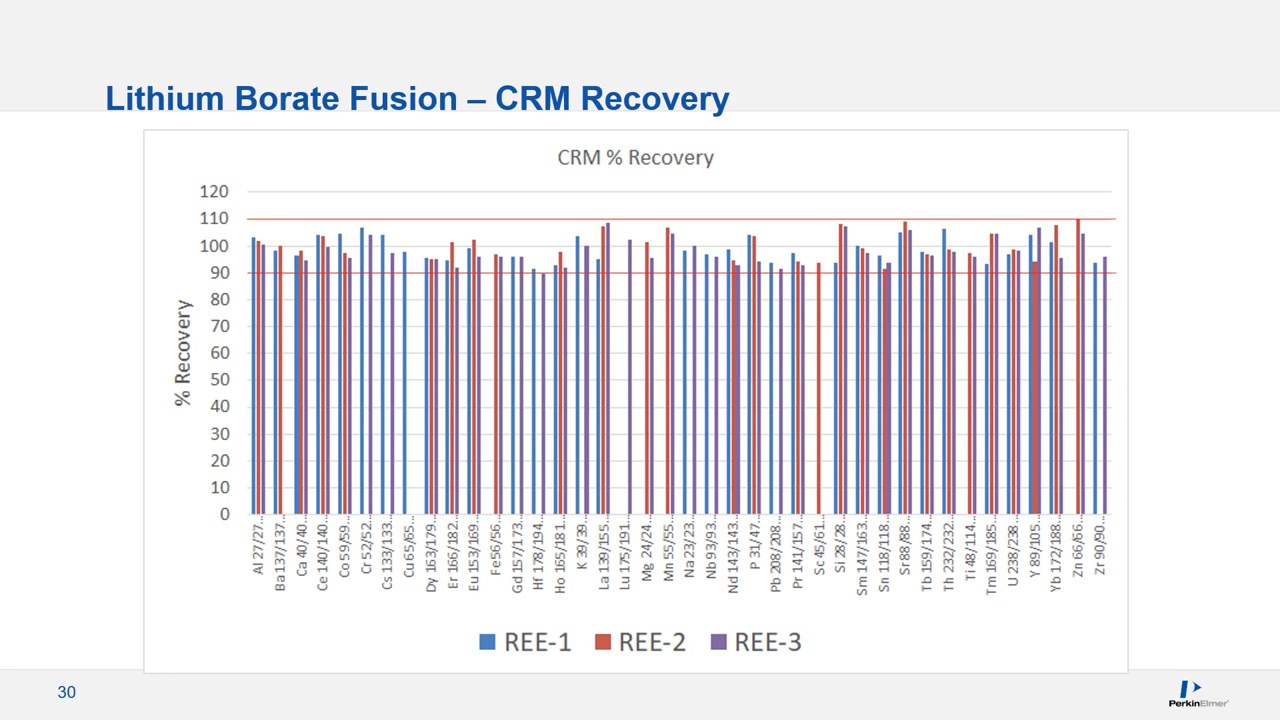 Lithium Borate Fusion – CRM Recovery
CRM % Recovery
% Recovery
120
110
100
90
80
70
60
50
40
30
20
10
0
Al 27/27…
Ba 137/137…
Ca 40/40…
Ce 140/140…
Co 59/59…
Cr 52/52…
Cs 133/133…
Cu 65/65…
Dy 163/179…
Er 166/182…
Eu 153/169…
Fe56/56…
Gd 157/173…
Hf 178/194…
Ho 165/181…
K 39/39…
La 139/155…
Lu 175/191…
Mg 24/24…
Mn 55/55…
Na23/23…
Nb 93/93…
Nd 143/143…
P 31/47…
Pb 208/208…
Pr 141/157…
Sc 45/61…
Si 28/28…
Sm 147/163…
Sn 118/118…
Sr88/88…
Tb 159/174…
Th 232/232…
Ti 48/114…
Tm 169/185…
U 238/238…
Y 89/105…
Yb 172/188…
Zn 66/66…
Zr 90/90…
REE-1 REE-2 REE-3
30
PerkinElmer